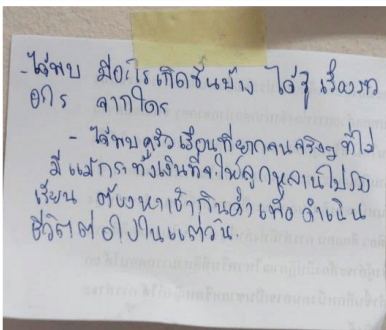 -ได้พบ มีอะไรเกิดขึ้นบ้าง ได้รู้ เรื่องราว
อะไร จากใคร
- ได้พบครัวเรือนที่ยากจนจริงๆ ที่ไม่
มีแม้กระทั่งเงินที่จะให้ลูกหลานไปโรง
เรียน ต้องหาเช้ากินค่ำเพื่อดำเนิน
ชีวิตต่อไปในแต่ละวัน